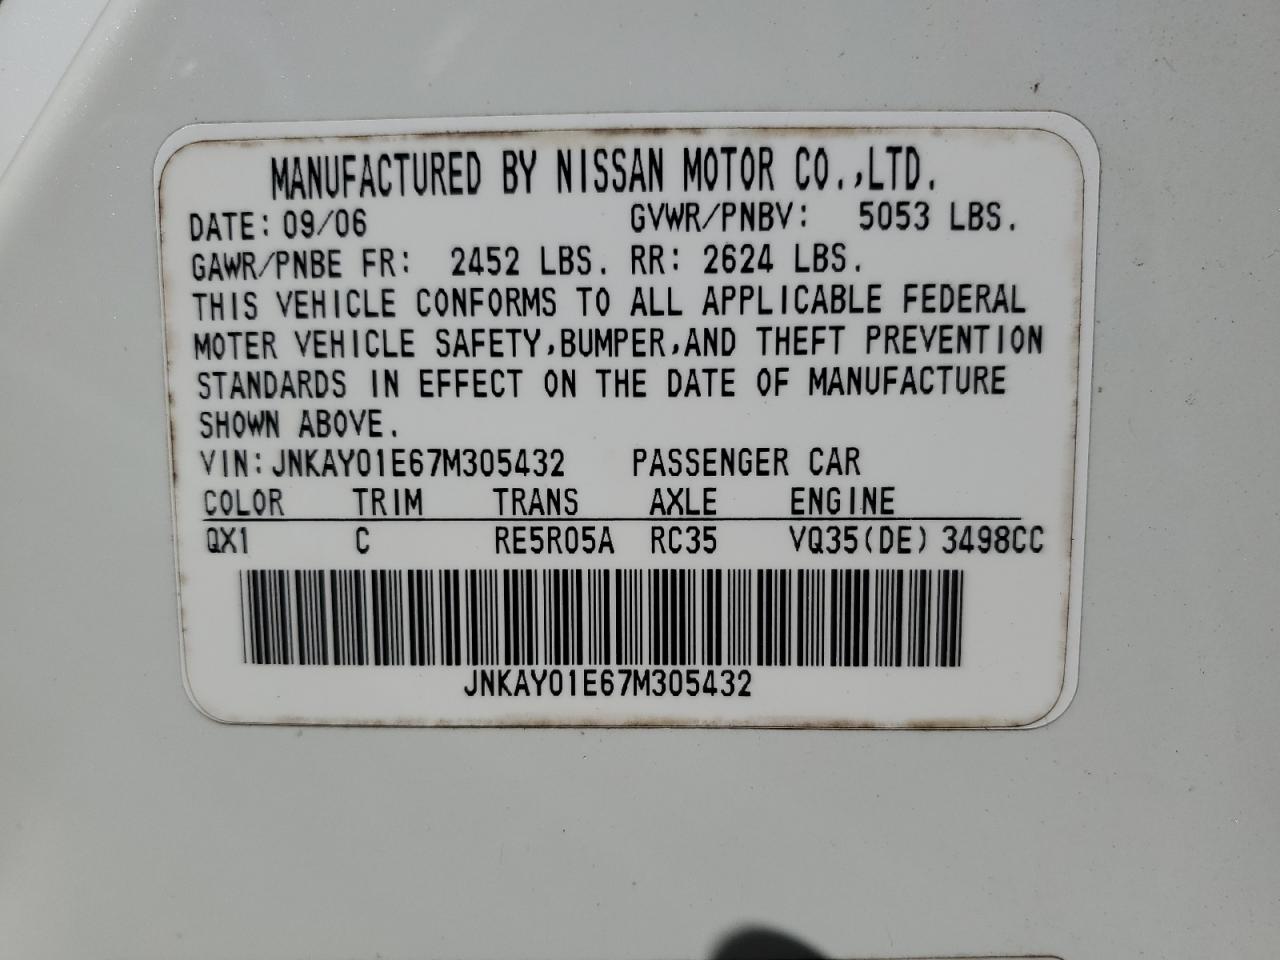 MANUFACTURED BY NISSAN MOTOR CO.,LTD.
DATE: 09/06 GVWR/PNBV: 5053 LBS.
GAWR/PNBE FR: 2452 LBS. RR: 2624 LBS.
THIS VEHICLE CONFORMS TO ALL APPLICABLE FEDERAL
MOTER VEHICLE SAFETY,BUMPER,AND THEFT PREVENTION
STANDARDS IN EFFECT ON THE DATE OF MANUFACTURE
SHOWN ABOVE.
VIN: JNKAY01E67M305432 PASSENGER CAR
COLOR TRIM TRANS AXLE ENGINE
QX1 C RE5R05A RC35 VQ35(DE) 3498CC
JNKAY01E67M305432